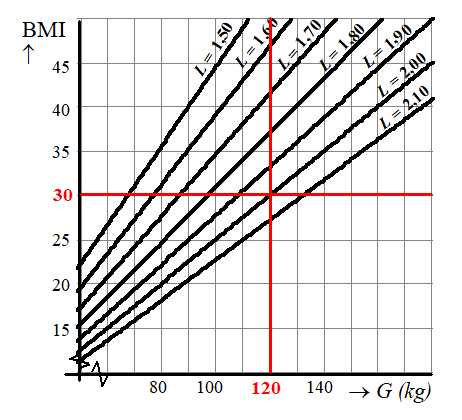 BMI
↑
L = 1,50
L = 1,60
L = 1,70
L = 1,80
L = 1,90
L = 2,00
L = 2,10
45
40
35
30
25
20
15
80 100 120 140 → G (kg)